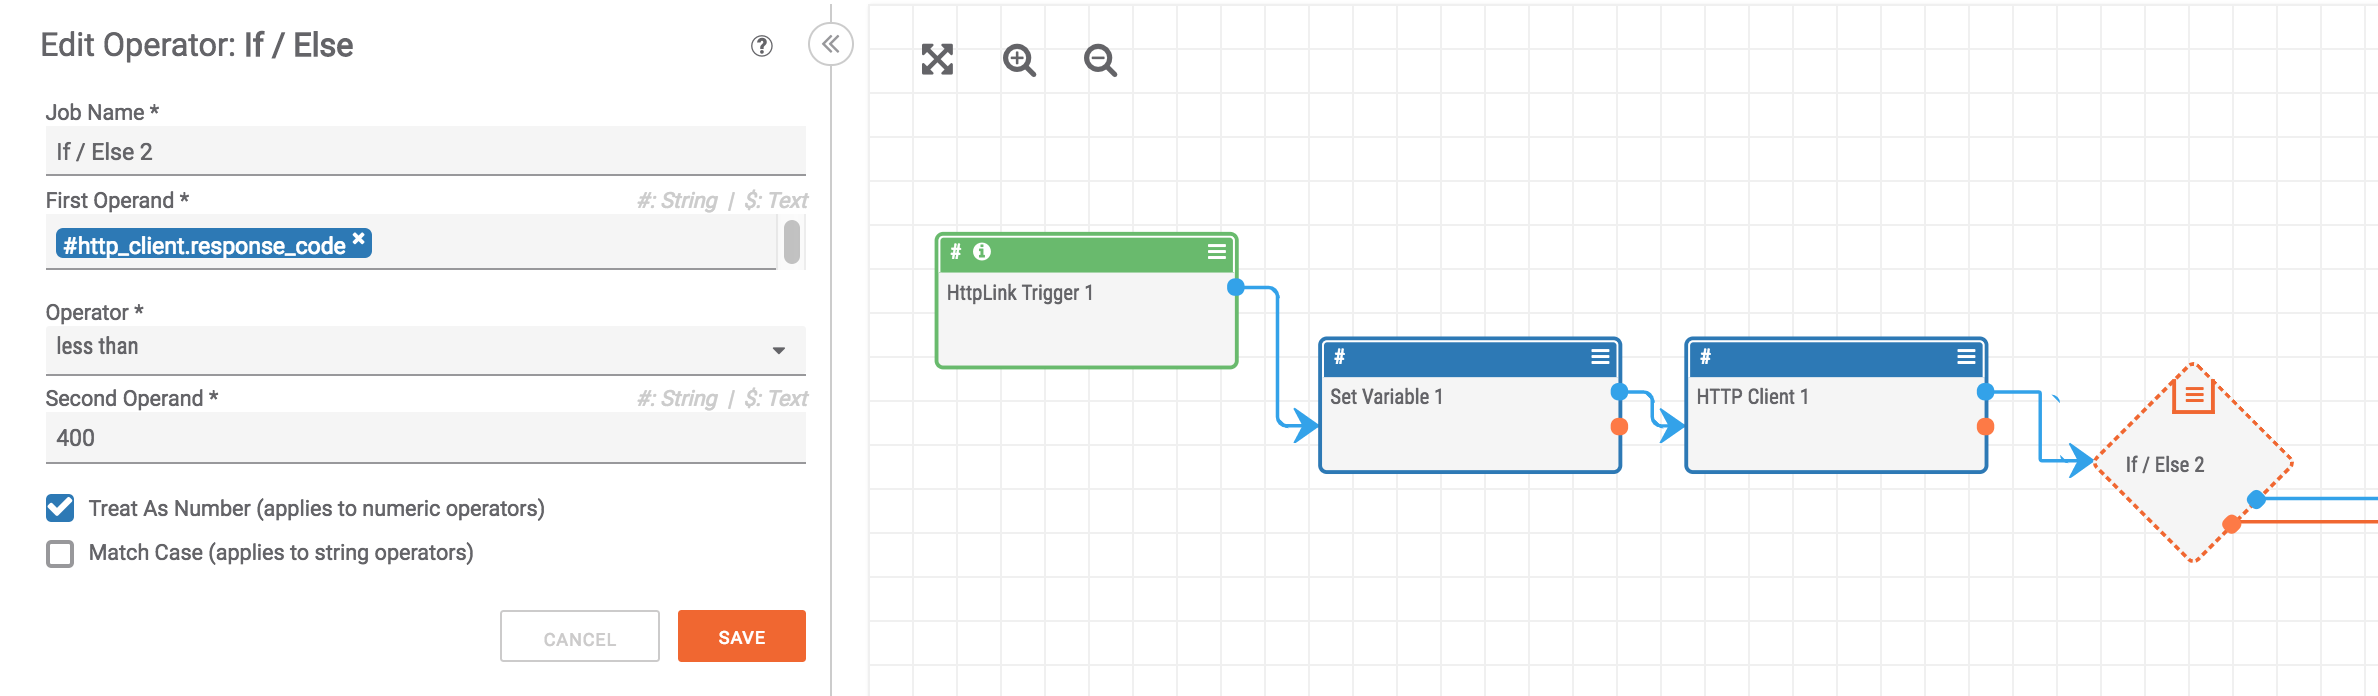 Edit Operator: If / Else
Job Name *
If / Else 2
First Operand *
#: String | $: Text
#http_client.response_code
Operator *
less than
Second Operand *
#: String | $: Text
400
Treat As Number (applies to numeric operators)
Match Case (applies to string operators)
CANCEL
SAVE
#
HttpLink Trigger 1
#
Set Variable 1
#
HTTP Client 1
If / Else 2